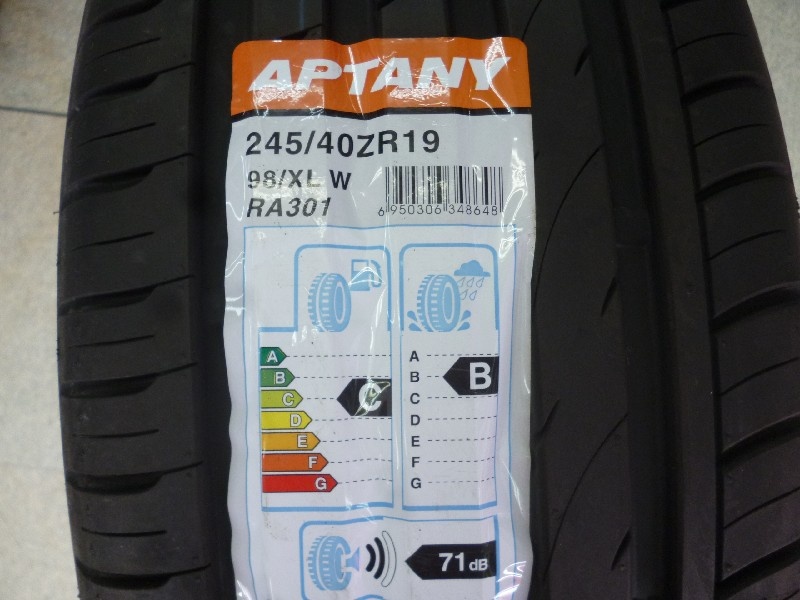 APTANY
245/40ZR19
98/XL W
RA301
6 950306 348648
A
B
C
D
E
F
G
C
A
B
C
D
E
F
G
B
71 dB